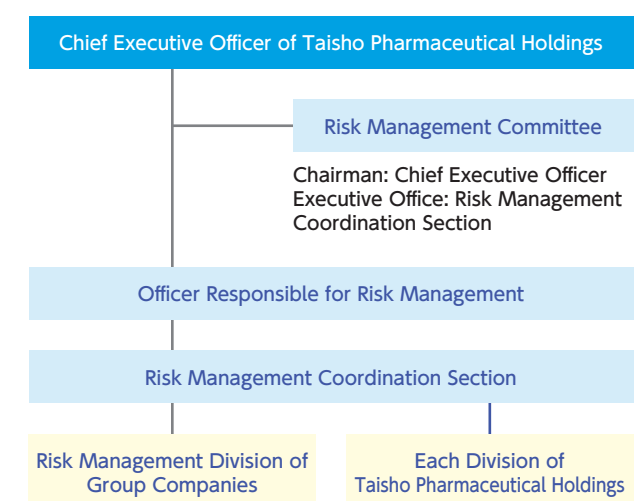 Chief Executive Officer of Taisho Pharmaceutical Holdings
Risk Management Committee
Chairman: Chief Executive Officer
Executive Office: Risk Management
Coordination Section
Officer Responsible for Risk Management
Risk Management Coordination Section
Risk Management Division of
Group Companies
Each Division of
Taisho Pharmaceutical Holdings